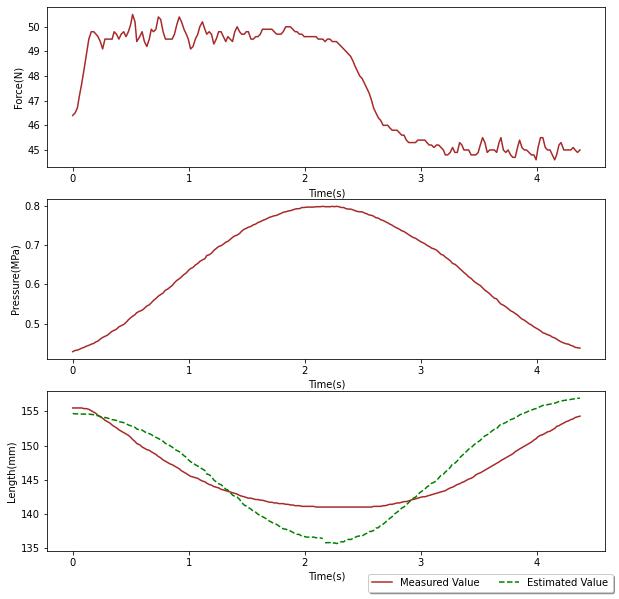 50
49
48
47
46
45
Force(N)
0 1 2 3 4
Time(s)
0.8
0.7
0.6
0.5
Pressure(MPa)
0 1 2 3 4
Time(s)
155
150
145
140
135
Length(mm)
0 1 2 3 4
Time(s)
Measured Value Estimated Value